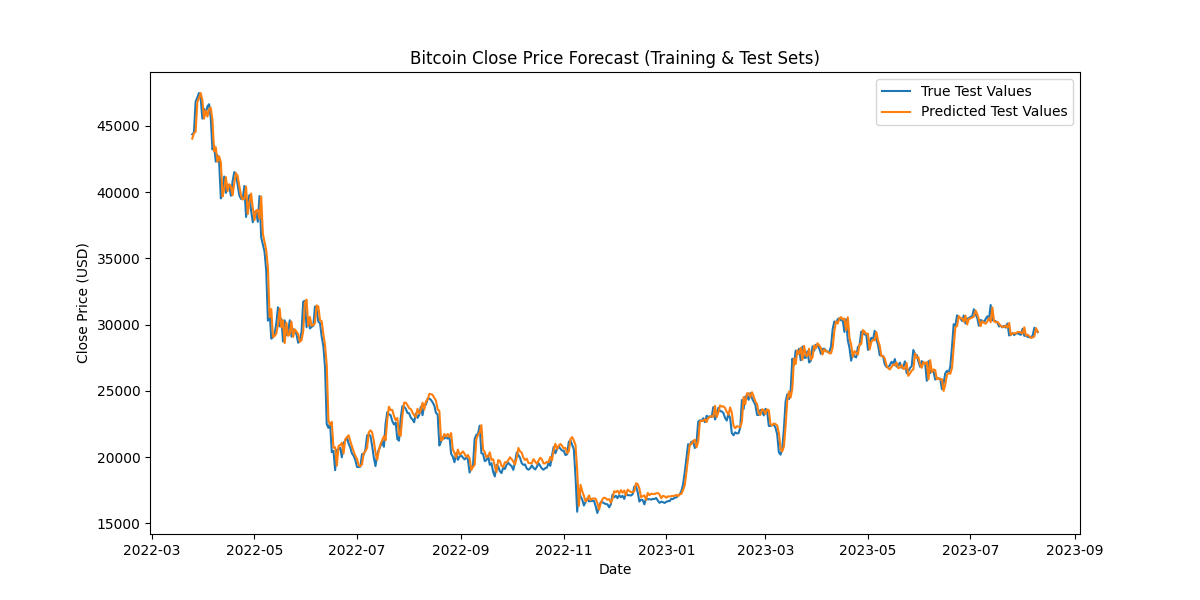 Bitcoin Close Price Forecast (Training & Test Sets)
True Test Values
Predicted Test Values
Close Price (USD)
45000
40000
35000
30000
25000
20000
15000
2022-03 2022-05 2022-07 2022-09 2022-11 2023-01 2023-03 2023-05 2023-07 2023-09
Date